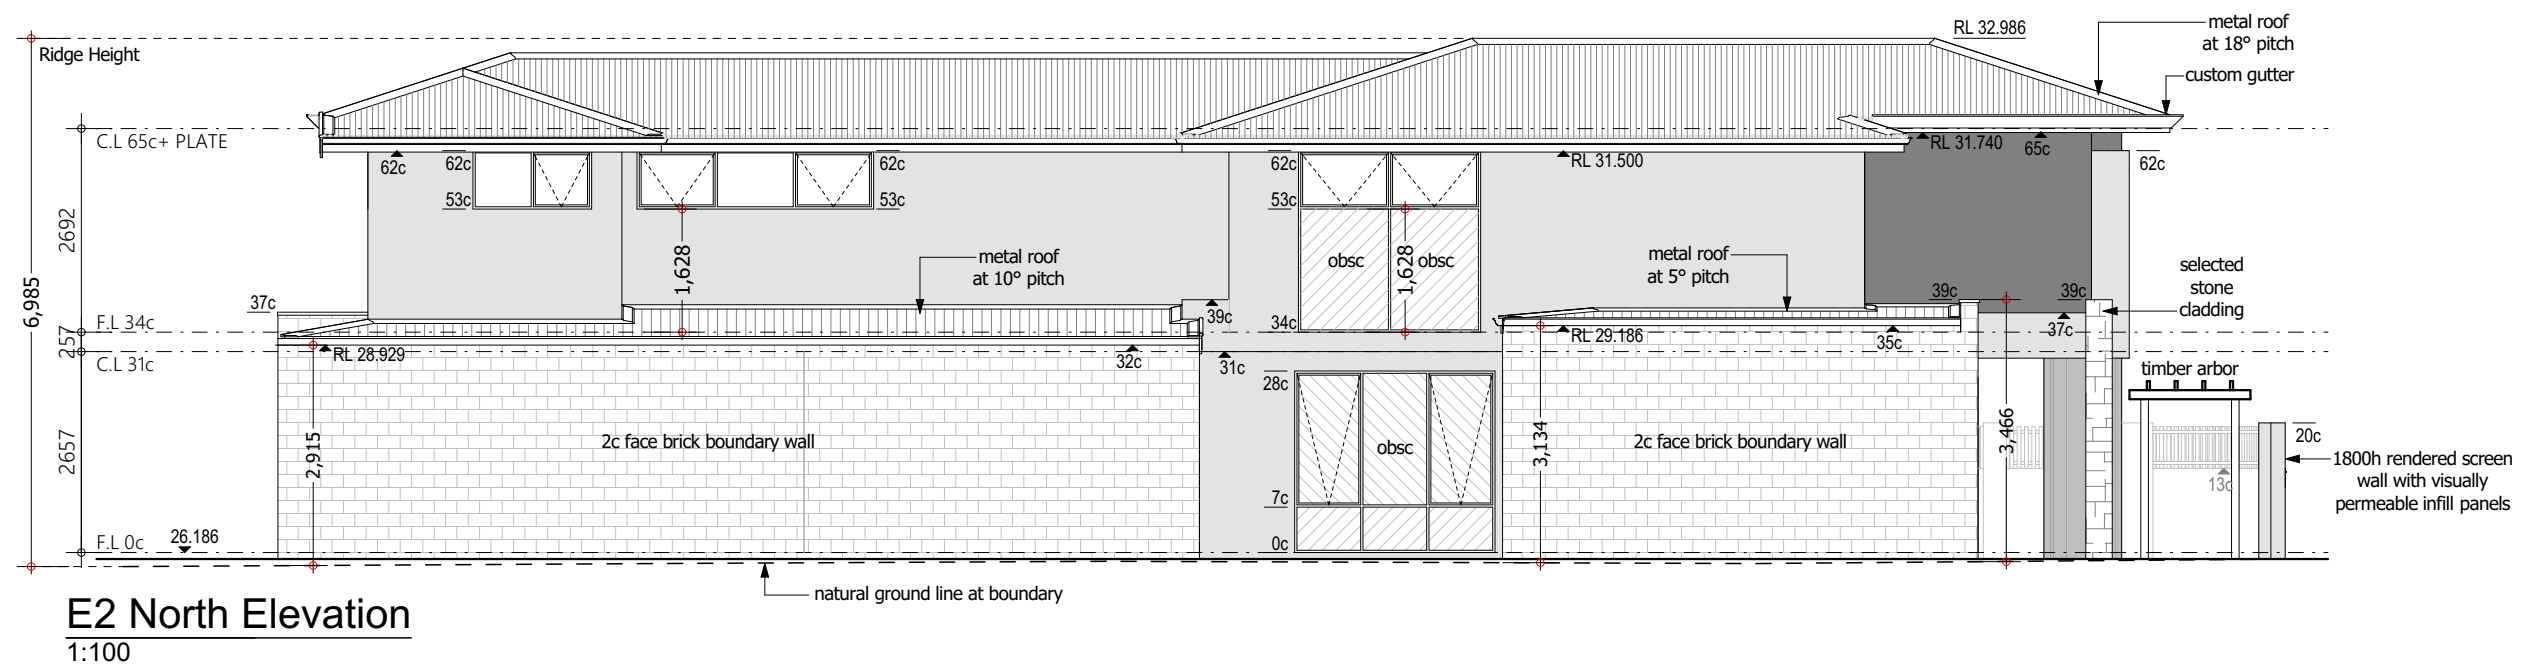 RL 32.986
metal roof
at 18° pitch
Ridge Height
custom gutter
C.L 65c+ PLATE
62c
62c
53c
62c
53c
62c
53c
RL 31.500
RL 31.740
65c
62c
2692
6,985
1,628
1,628
obsc
obsc
metal roof
at 10° pitch
metal roof
at 5° pitch
selected
stone
cladding
37c
39c
39c
39c
F.L 34c
257
C.L 31c
RL 28.929
32c
31c
34c
RL 29.186
35c
37c
28c
timber arbor
2657
2,915
2c face brick boundary wall
obsc
3,134
2c face brick boundary wall
3,466
20c
13c
1800h rendered screen
wall with visually
permeable infill panels
7c
0c
F.L 0c
26.186
natural ground line at boundary
E2 North Elevation
1:100